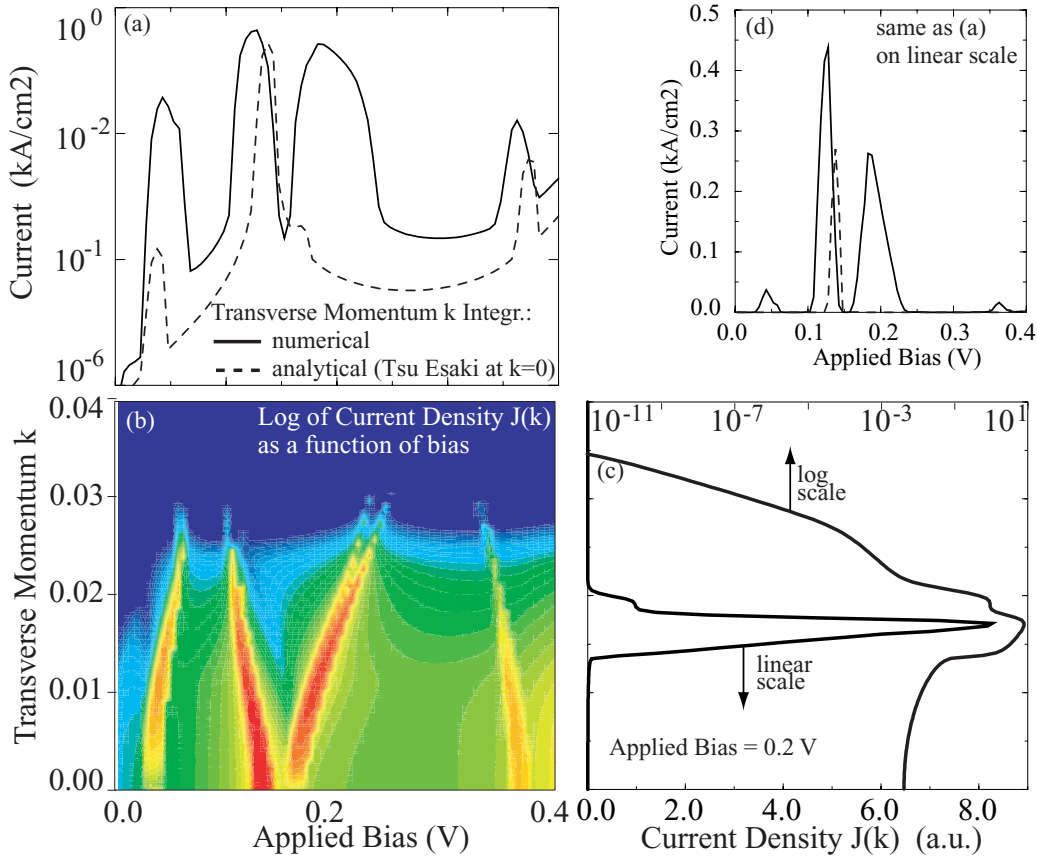 (a)
10^0
10^-2
10^-1
10^-6
Current (kA/cm2)
Transverse Momentum k Integr.:
numerical
analytical (Tsu Esaki at k=0)
(d)
same as (a)
on linear scale
0.5
0.4
0.3
0.2
0.1
0.0
Current (kA/cm2)
0.0 0.1 0.2 0.3 0.4
Applied Bias (V)
(b)
Log of Current Density J(k)
as a function of bias
0.04
0.03
0.02
0.01
0.00
Transverse Momentum k
0.0 0.2 0.4
Applied Bias (V)
10^-11 10^-7 10^-3 10^1
(c)
log
scale
linear
scale
Applied Bias = 0.2 V
0 2.0 4.0 6.0 8.0
Current Density J(k) (a.u.)